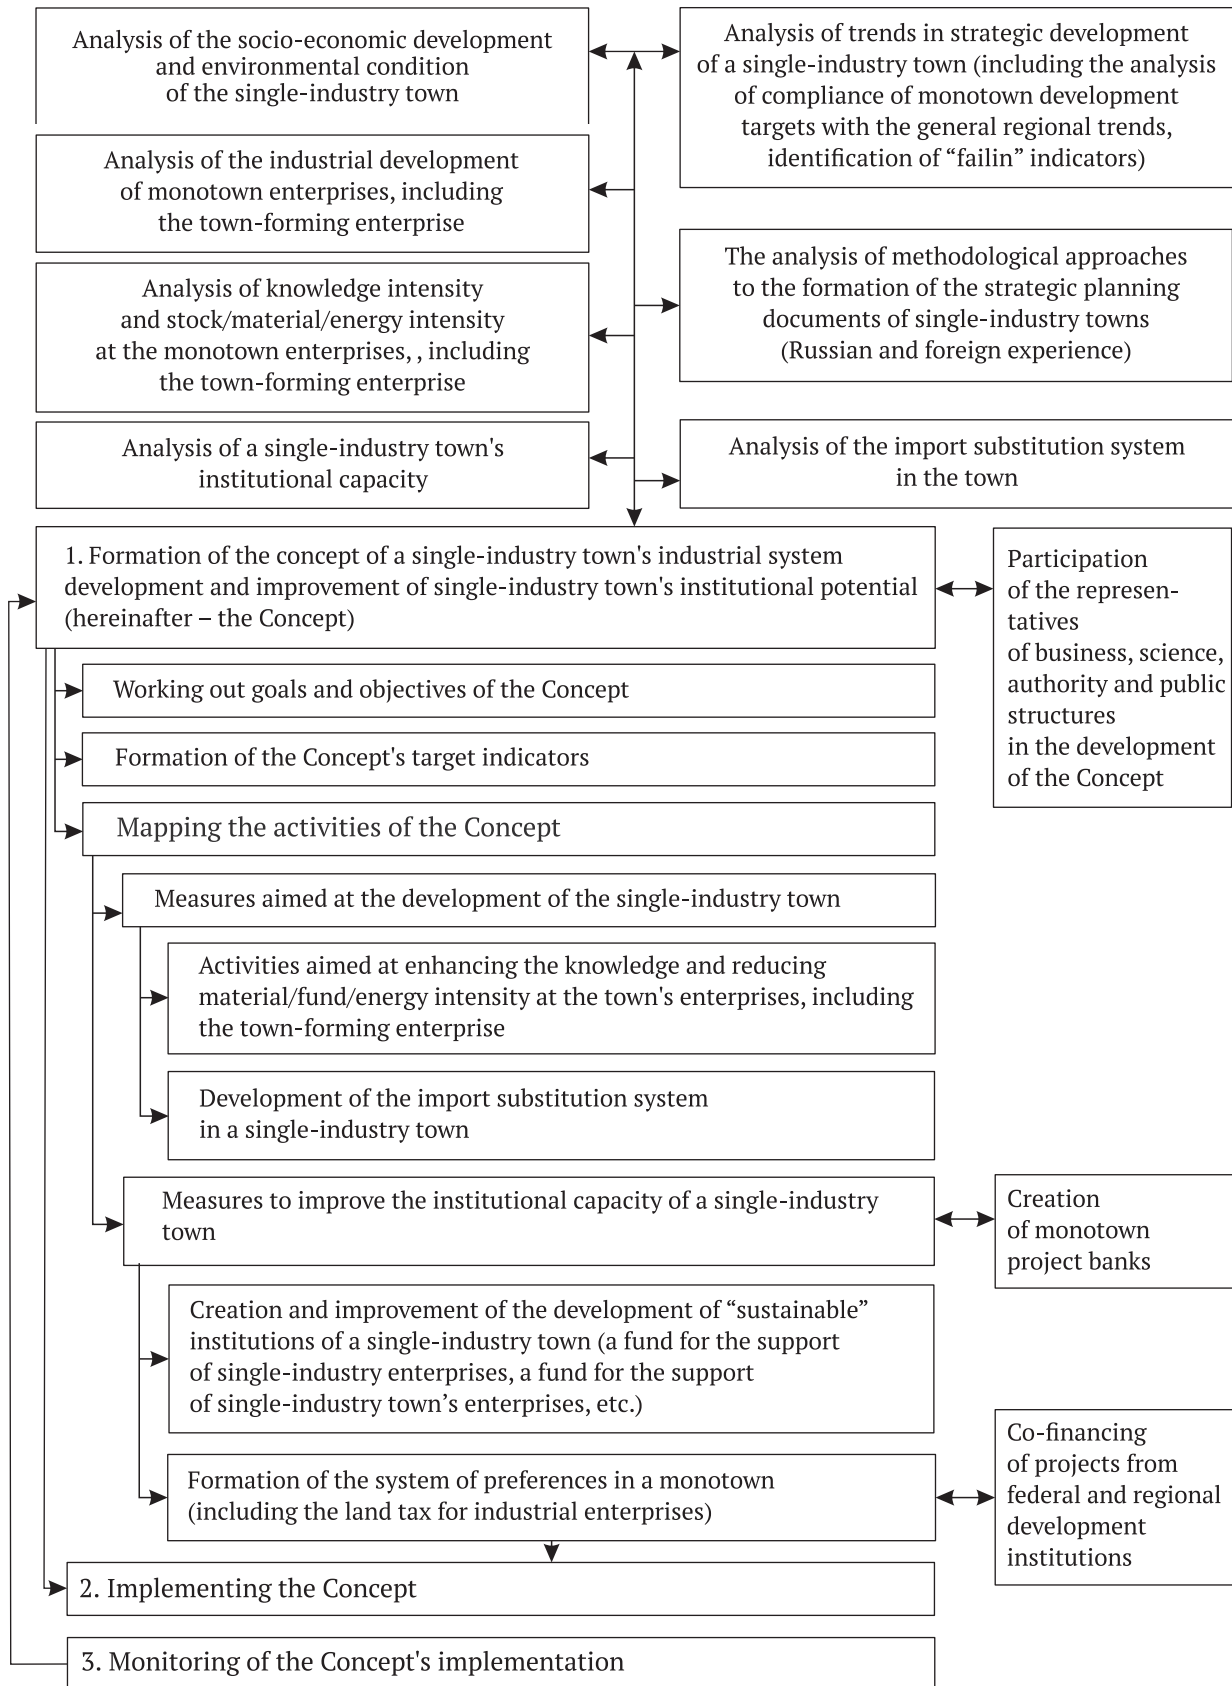 Analysis of the socio-economic development
and environmental condition
of the single-industry town
Analysis of trends in strategic development
of a single-industry town (including the analysis
of compliance of monotown development
targets with the general regional trends,
identification of “failin” indicators)
Analysis of the industrial development
of monotown enterprises, including
the town-forming enterprise
The analysis of methodological approaches
to the formation of the strategic planning
documents of single-industry towns
(Russian and foreign experience)
Analysis of knowledge intensity
and stock/material/energy intensity
at the monotown enterprises, , including
the town-forming enterprise
Analysis of a single-industry town's
institutional capacity
Analysis of the import substitution system
in the town
1. Formation of the concept of a single-industry town's industrial system
development and improvement of single-industry town's institutional potential
(hereinafter – the Concept)
Participation
of the represen-
tatives
of business, science,
authority and public
structures
in the development
of the Concept
Working out goals and objectives of the Concept
Formation of the Concept's target indicators
Mapping the activities of the Concept
Measures aimed at the development of the single-industry town
Activities aimed at enhancing the knowledge and reducing
material/fund/energy intensity at the town's enterprises, including
the town-forming enterprise
Development of the import substitution system
in a single-industry town
Measures to improve the institutional capacity of a single-industry
town
Creation
of monotown
project banks
Creation and improvement of the development of “sustainable”
institutions of a single-industry town (a fund for the support
of single-industry enterprises, a fund for the support
of single-industry town’s enterprises, etc.)
Formation of the system of preferences in a monotown
(including the land tax for industrial enterprises)
Co-financing
of projects from
federal and regional
development
institutions
2. Implementing the Concept
3. Monitoring of the Concept's implementation